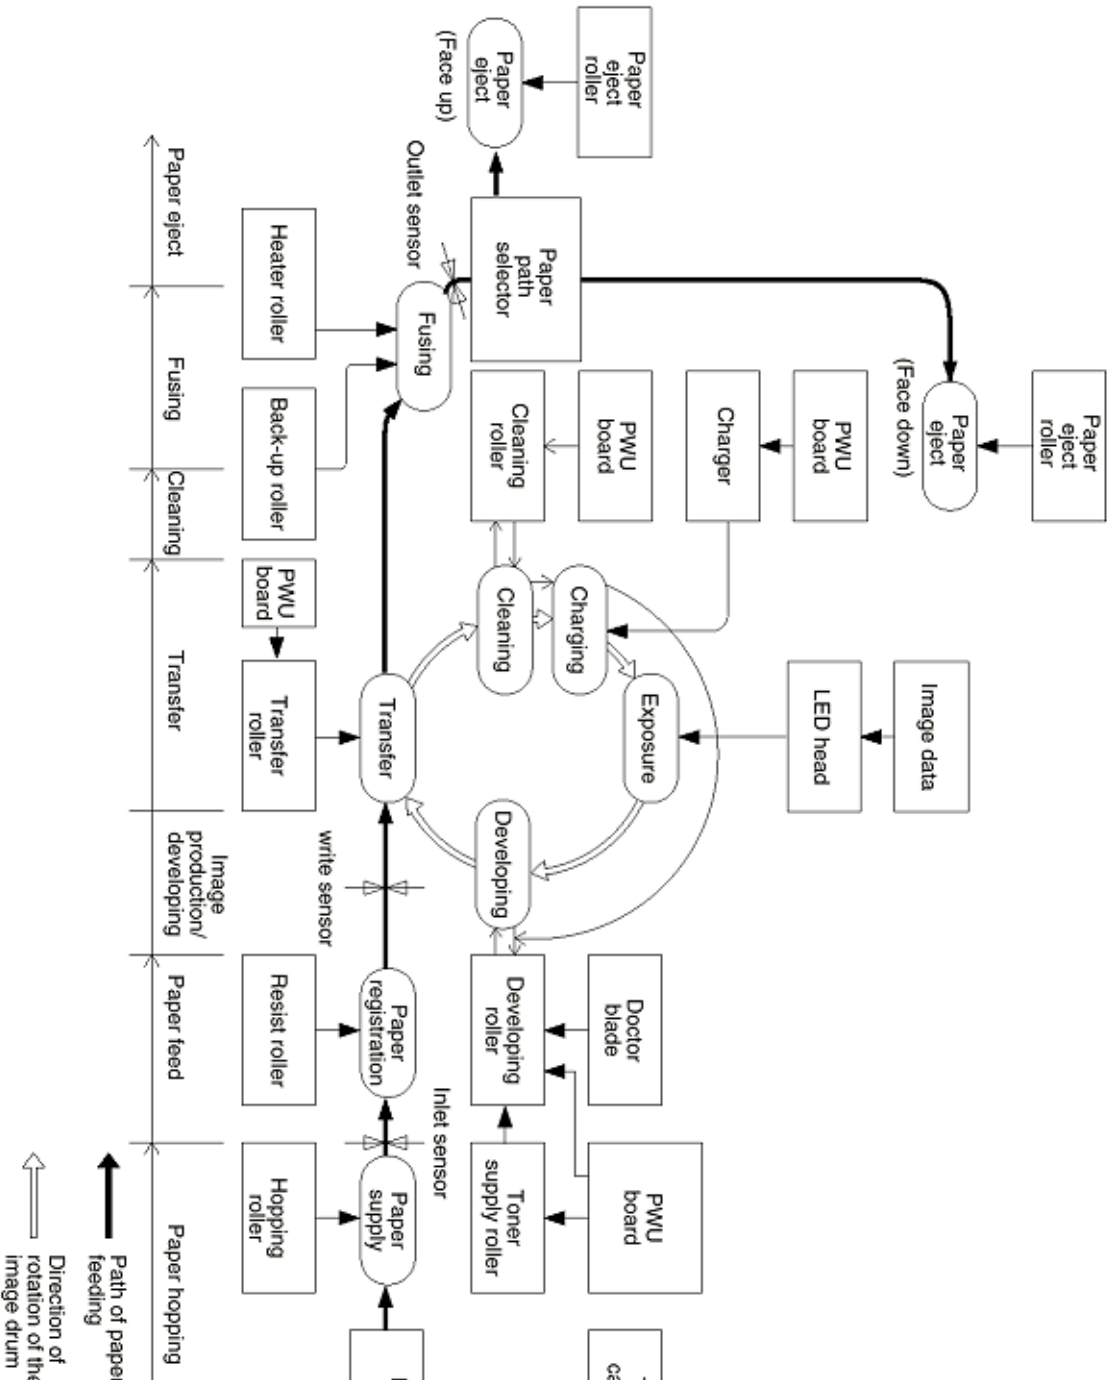 Paper
eject
roller
Paper
eject
(Face down)
Image data
PWU
board
LED head
Charger
Paper
eject
roller
PWU
board
Exposure
Doctor
blade
PWU
board
Charging
Paper
eject
(Face up)
Paper
path
selector
Cleaning
roller
Cleaning
Developing
Developing
roller
Toner
supply roller
Outlet sensor
Fusing
Inlet sensor
Transfer
Paper
registration
Paper
supply
write sensor
Heater roller
Back-up roller
PWU
board
Transfer
roller
Resist roller
Hopping
roller
Paper eject
Fusing
Cleaning
Transfer
Image
production/
developing
Paper feed
Paper hopping
Path of paper
feeding
Direction of
rotation of the
image drum